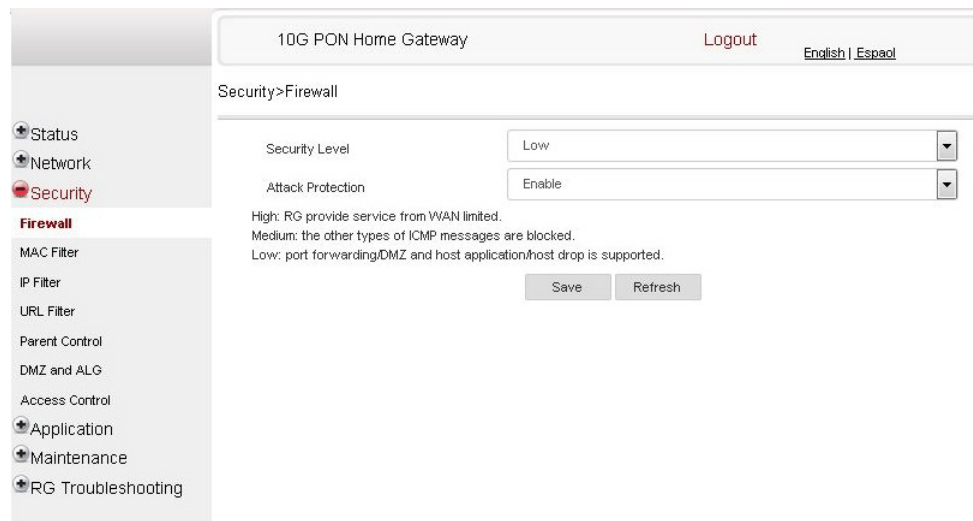 10G PON Home Gateway
Logout
English | Espaol
Security>Firewall
Status
Network
Security
Firewall
MAC Filter
IP Filter
URL Filter
Parent Control
DMZ and ALG
Access Control
Application
Maintenance
RG Troubleshooting
Security Level
Low
Attack Protection
Enable
High: RG provide service from WAN limited.
Medium: the other types of ICMP messages are blocked.
Low: port forwarding/DMZ and host application/host drop is supported.
Save
Refresh